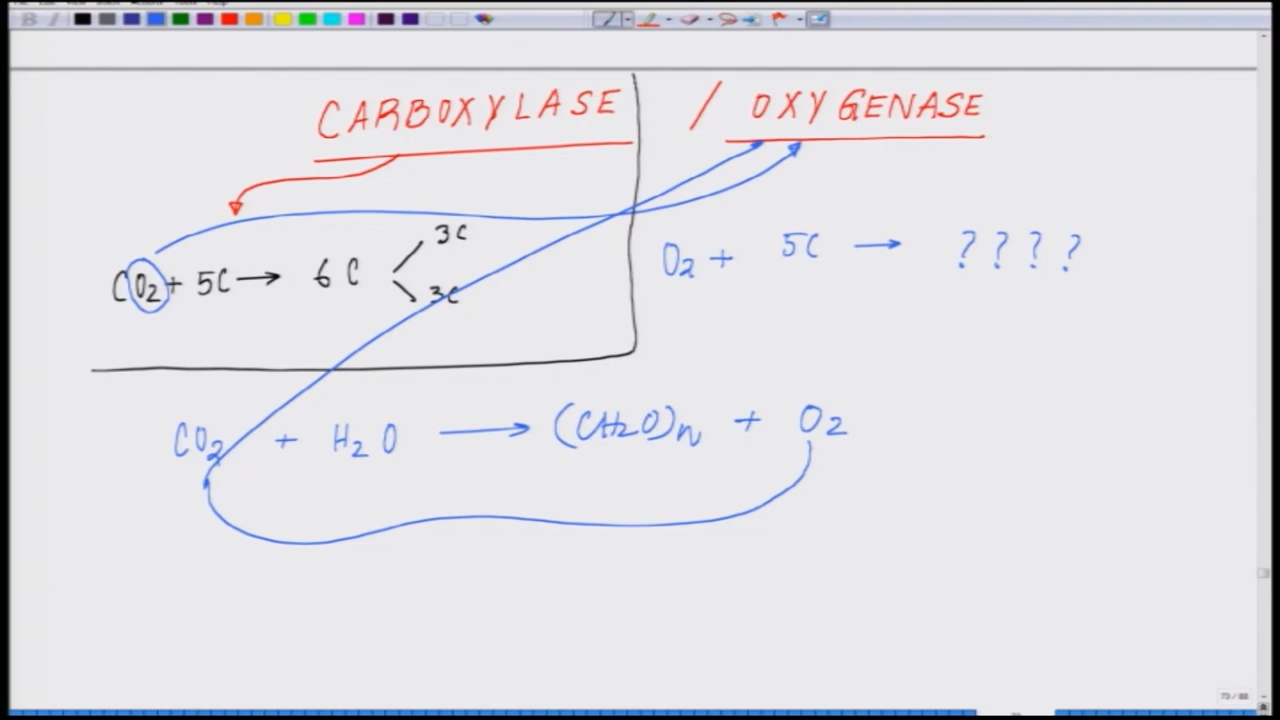 CARBOXYLASE / OXYGENASE
CO2 + 5C → 6C
3C
3C
O2 + 5C → ? ? ? ?
CO2 + H2O → (CH2O)n + O2